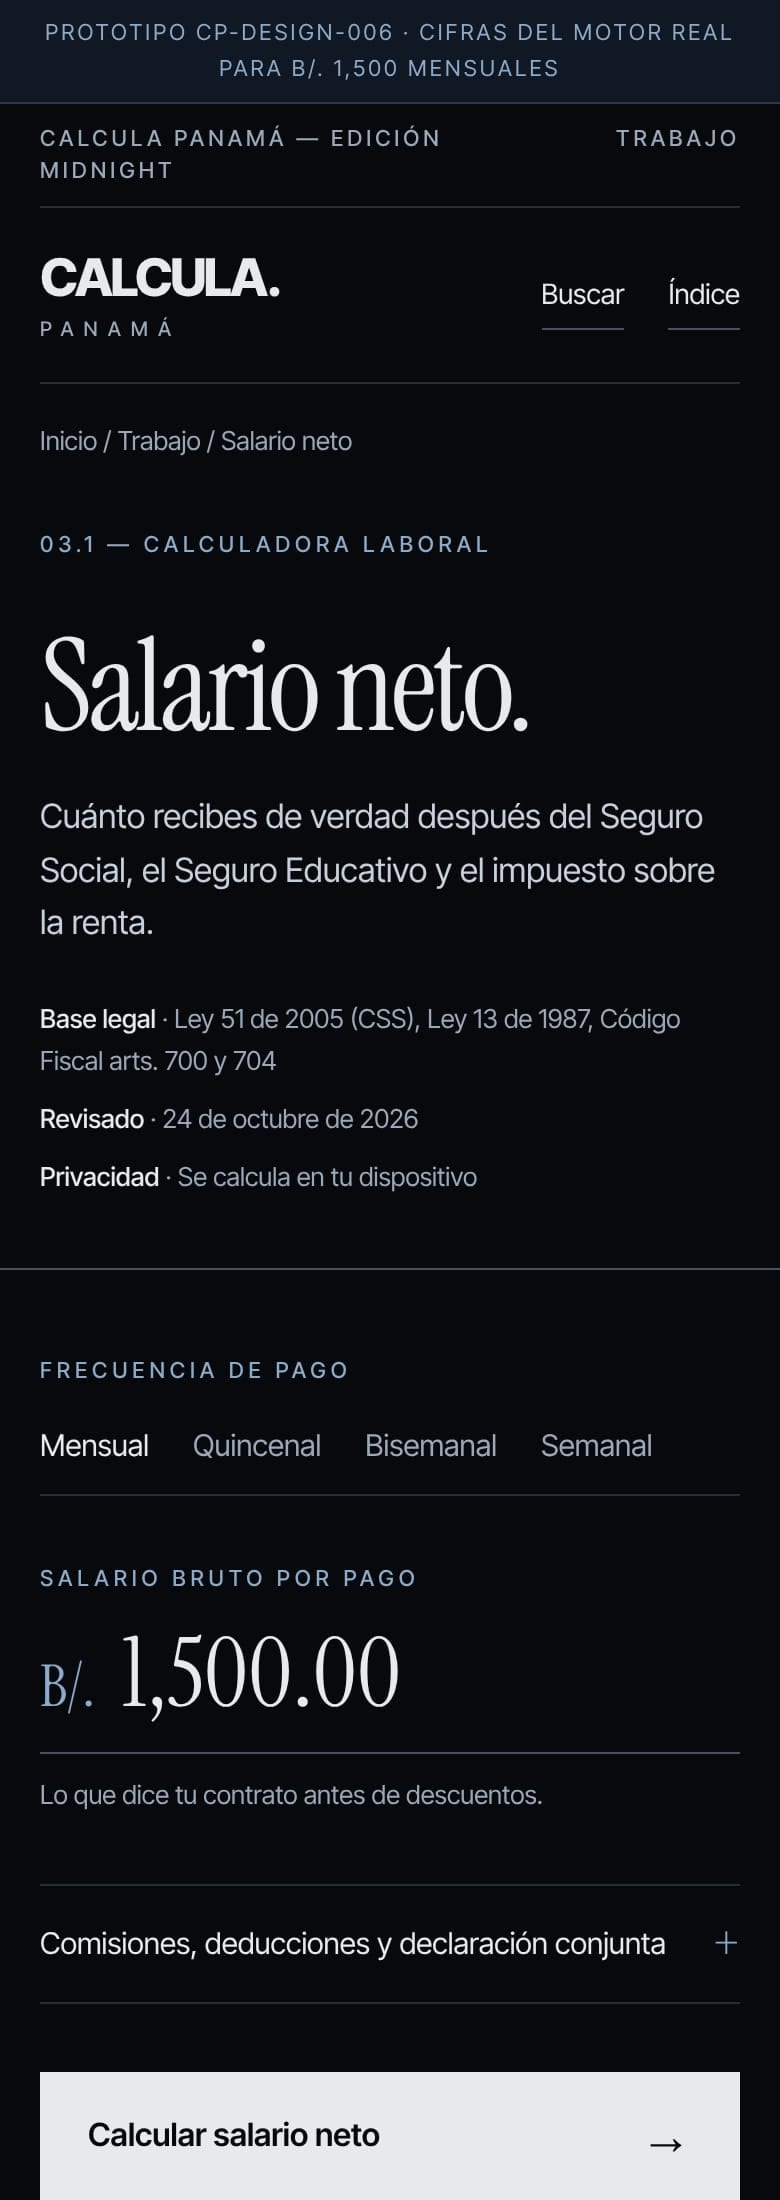 PROTOTIPO CP-DESIGN-006 · CIFRAS DEL MOTOR REAL
PARA B/. 1,500 MENSUALES
CALCULA PANAMÁ — EDICIÓN
MIDNIGHT
TRABAJO
CALCULA.
PANAMÁ
Buscar
Índice
Inicio / Trabajo / Salario neto
03.1 — CALCULADORA LABORAL
Salario neto.
Cuánto recibes de verdad después del Seguro
Social, el Seguro Educativo y el impuesto sobre
la renta.
Base legal · Ley 51 de 2005 (CSS), Ley 13 de 1987, Código
Fiscal arts. 700 y 704
Revisado · 24 de octubre de 2026
Privacidad · Se calcula en tu dispositivo
FRECUENCIA DE PAGO
Mensual Quincenal Bisemanal Semanal
SALARIO BRUTO POR PAGO
B/. 1,500.00
Lo que dice tu contrato antes de descuentos.
Comisiones, deducciones y declaración conjunta +
Calcular salario neto →